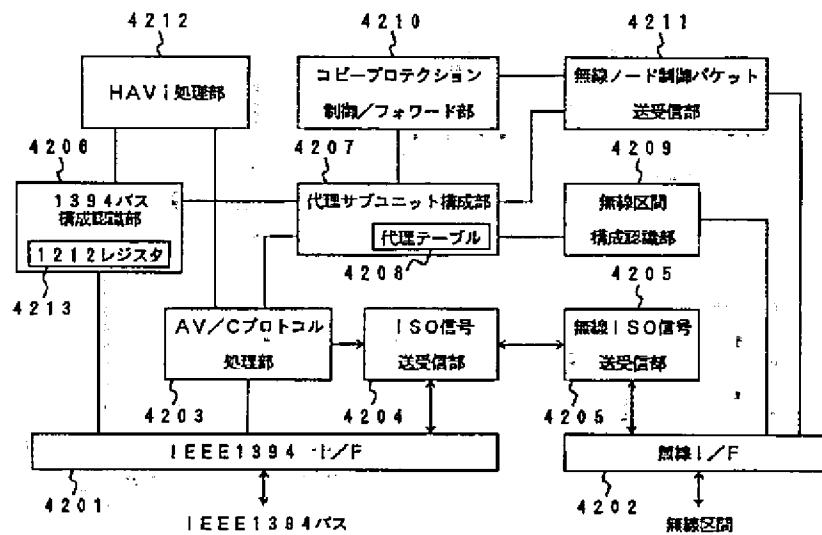 4212
4210
4211
HAVi処理部
コピープロテクション
制御/フォワード部
無線ノード制御パケット
送受信部
4206
4207
4209
1394バス
構成認識部
1212レジスタ
代理サブユニット構成部
代理テーブル
無線区間
構成認識部
4213
4208
4205
AV/Cプロトコル
処理部
ISO信号
送受信部
無線ISO信号
送受信部
4203
4204
4205
IEEE1394 I/F
無線I/F
4201
IEEE1394バス
4202
無線区間